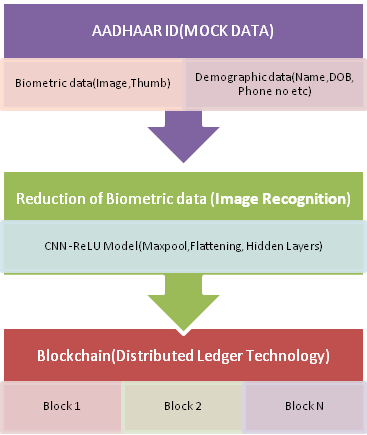 AADHAAR ID(MOCK DATA)
Biometric data(Image,Thumb)
Demographic data(Name,DOB,
Phone no etc)
Reduction of Biometric data (Image Recognition)
CNN -ReLU Model(Maxpool,Flattening, Hidden Layers)
Blockchain(Distributed Ledger Technology)
Block 1
Block 2
Block N